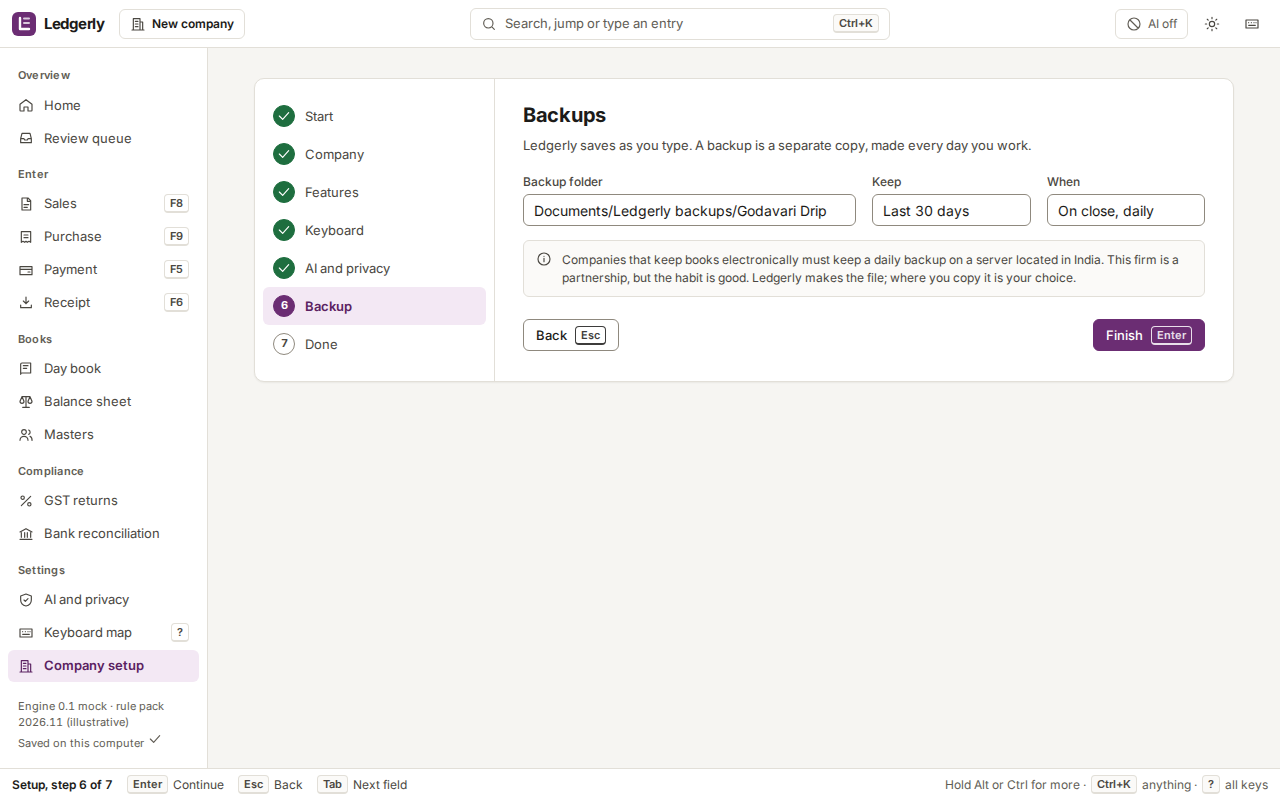 Ledgerly
New company
Search, jump or type an entry
Ctrl+K
AI off
Overview
Home
Review queue
Enter
Sales F8
Purchase F9
Payment F5
Receipt F6
Books
Day book
Balance sheet
Masters
Compliance
GST returns
Bank reconciliation
Settings
AI and privacy
Keyboard map ?
Company setup
Engine 0.1 mock · rule pack
2026.11 (illustrative)
Saved on this computer
Start
Company
Features
Keyboard
AI and privacy
6 Backup
7 Done
Backups
Ledgerly saves as you type. A backup is a separate copy, made every day you work.
Backup folder Keep When
Documents/Ledgerly backups/Godavari Drip Last 30 days On close, daily
Companies that keep books electronically must keep a daily backup on a server located in India. This firm is a
partnership, but the habit is good. Ledgerly makes the file; where you copy it is your choice.
Back Esc Finish Enter
Setup, step 6 of 7 Enter Continue Esc Back Tab Next field Hold Alt or Ctrl for more · Ctrl+K anything · ? all keys